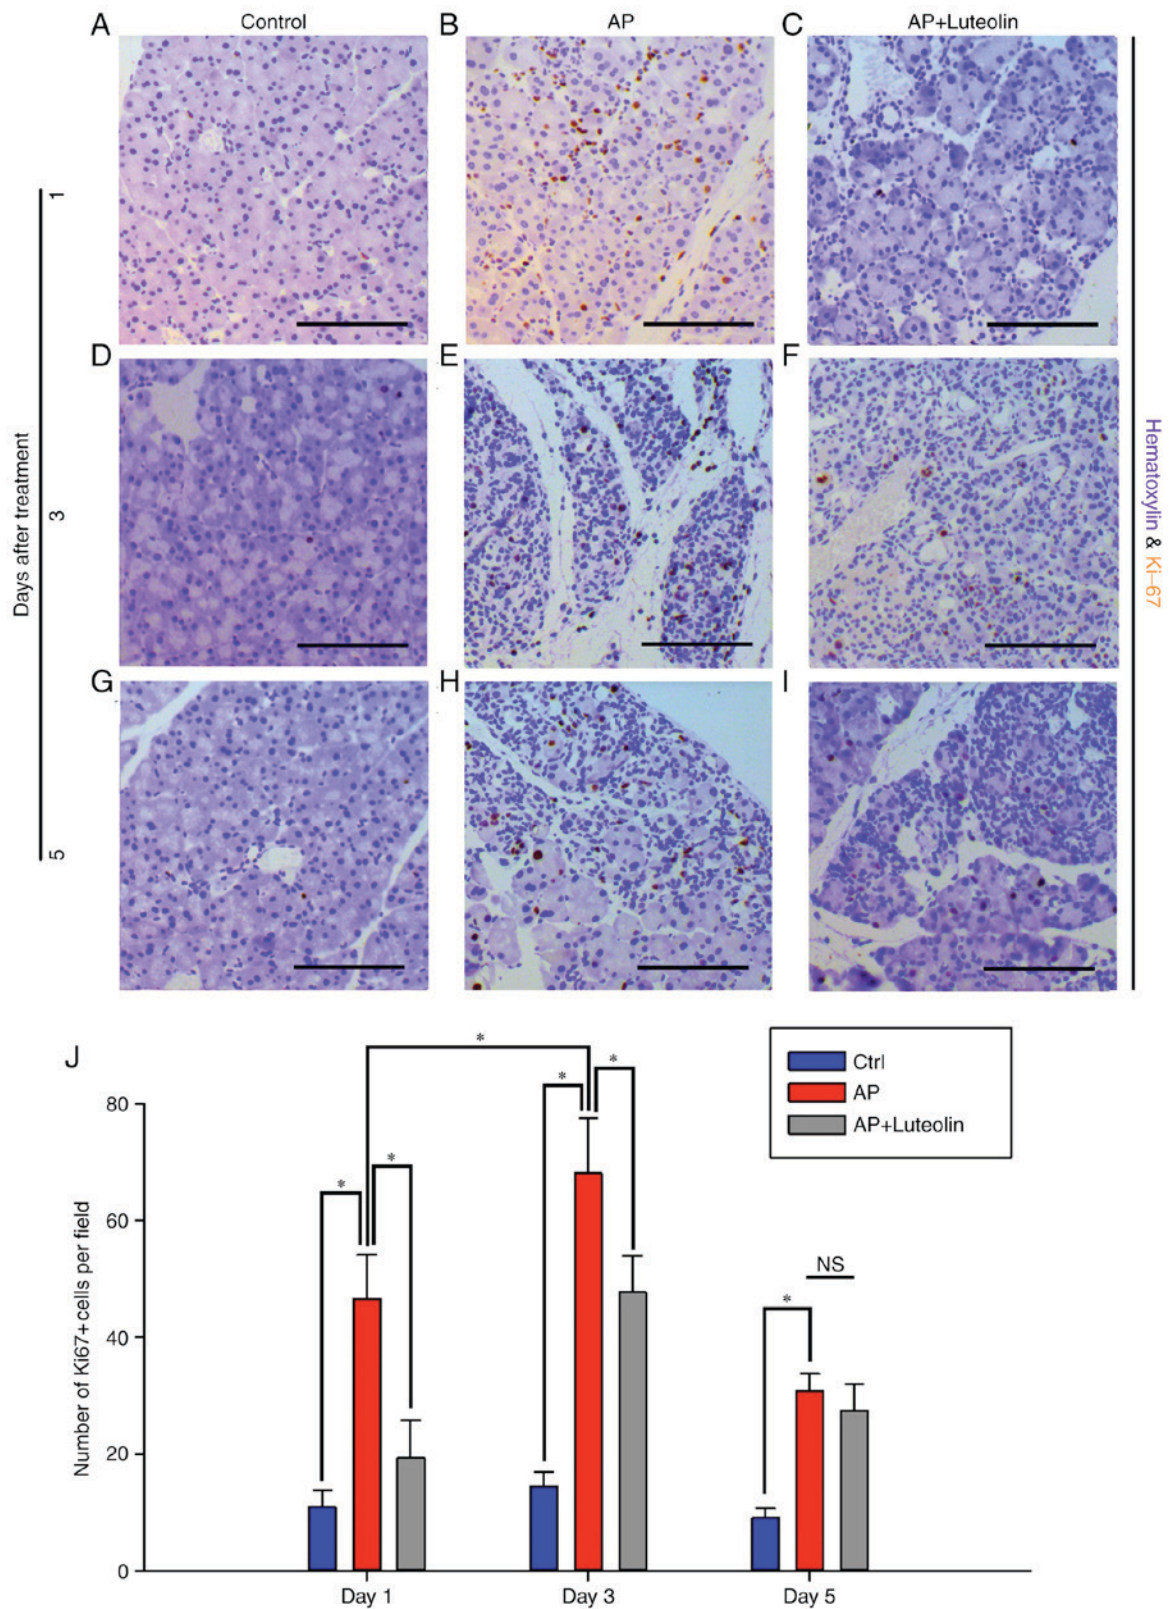 Control AP AP+Luteolin
A B C
D E F
G H I
Days after treatment
1
3
5
Hematoxylin & Ki–67
J
Ctrl
AP
AP+Luteolin
Number of Ki67+cells per field
80
60
40
20
0
* * * * * * NS
Day 1 Day 3 Day 5